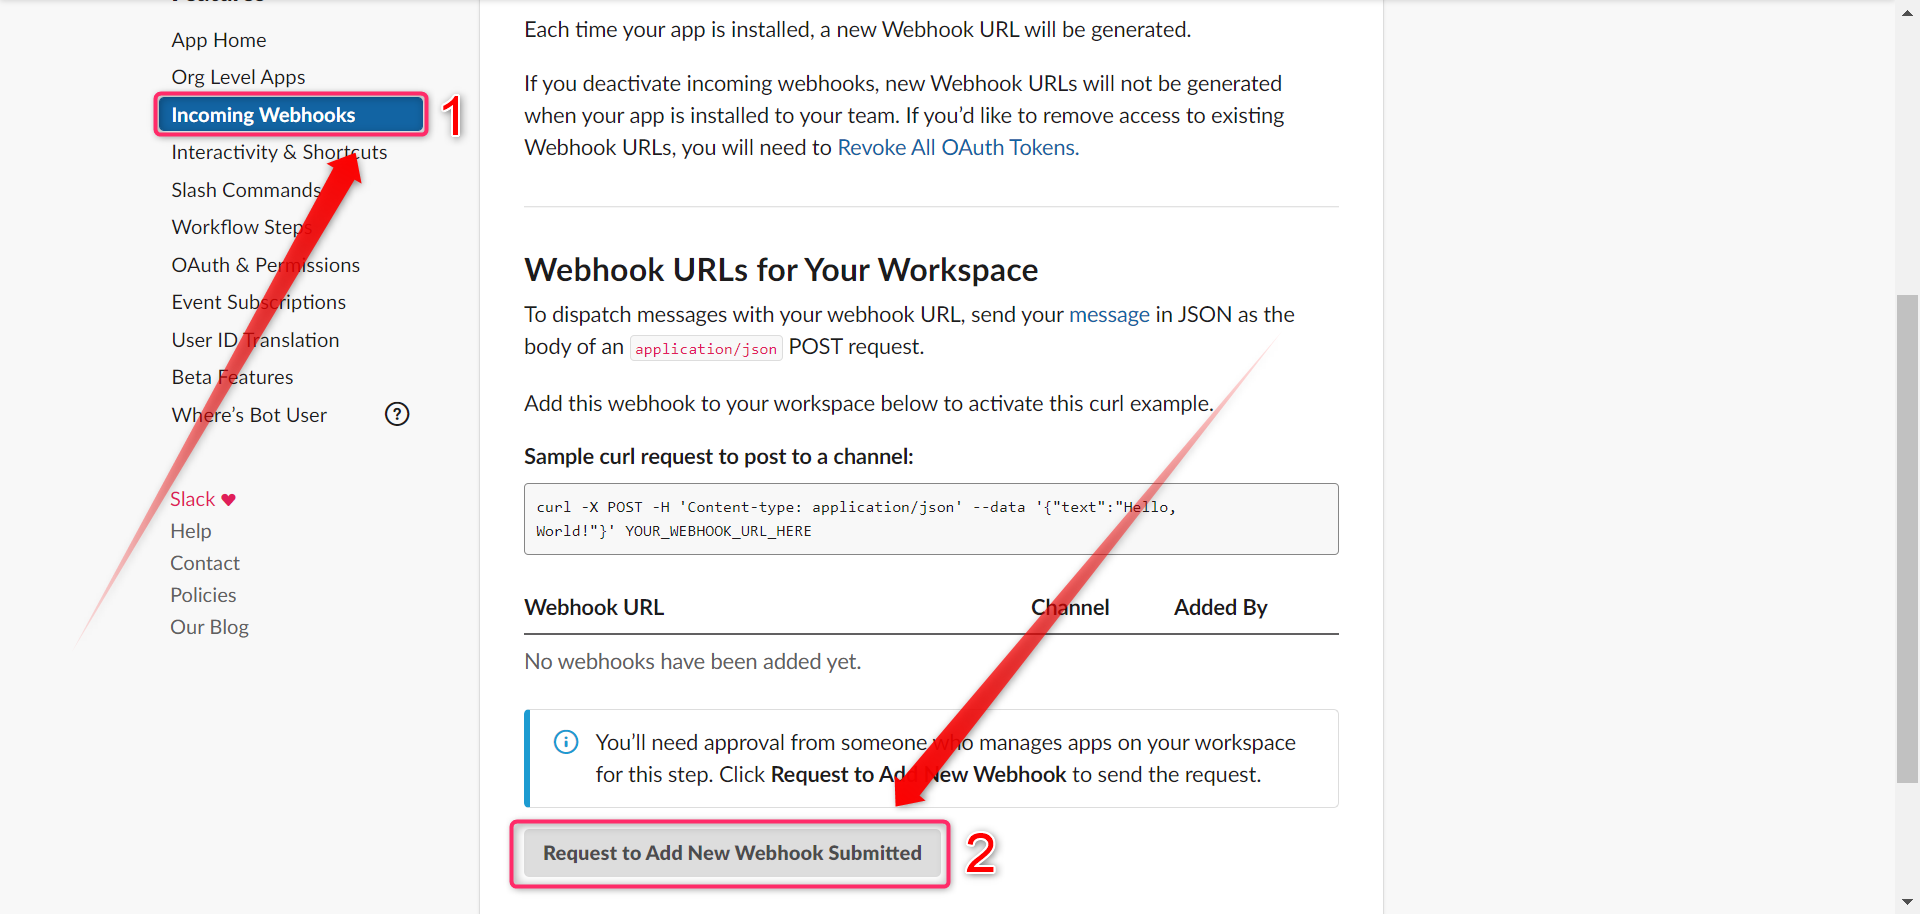 Features
App Home
Org Level Apps
Incoming Webhooks
1
Interactivity & Shortcuts
Slash Commands
Workflow Steps
OAuth & Permissions
Event Subscriptions
User ID Translation
Beta Features
Where’s Bot User
?
Slack ♥
Help
Contact
Policies
Our Blog
Each time your app is installed, a new Webhook URL will be generated.
If you deactivate incoming webhooks, new Webhook URLs will not be generated
when your app is installed to your team. If you’d like to remove access to existing
Webhook URLs, you will need to Revoke All OAuth Tokens.
Webhook URLs for Your Workspace
To dispatch messages with your webhook URL, send your message in JSON as the
body of an application/json POST request.
Add this webhook to your workspace below to activate this curl example.
Sample curl request to post to a channel:
curl -X POST -H 'Content-type: application/json' --data '{"text":"Hello,
World!"}' YOUR_WEBHOOK_URL_HERE
Webhook URL Channel Added By
No webhooks have been added yet.
You’ll need approval from someone who manages apps on your workspace
for this step. Click Request to Add New Webhook to send the request.
Request to Add New Webhook Submitted
2